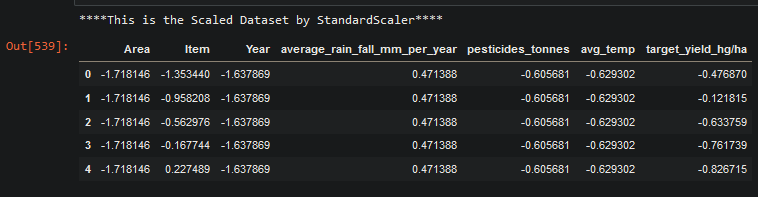 ****This is the Scaled Dataset by StandardScaler****
Out[539]:
Area Item Year average_rain_fall_mm_per_year pesticides_tonnes avg_temp target_yield_hg/ha
0 -1.718146 -1.353440 -1.637869 0.471388 -0.605681 -0.629302 -0.476870
1 -1.718146 -0.958208 -1.637869 0.471388 -0.605681 -0.629302 -0.121815
2 -1.718146 -0.562976 -1.637869 0.471388 -0.605681 -0.629302 -0.633759
3 -1.718146 -0.167744 -1.637869 0.471388 -0.605681 -0.629302 -0.761739
4 -1.718146 0.227489 -1.637869 0.471388 -0.605681 -0.629302 -0.826715